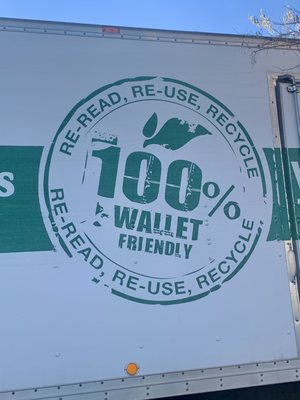 RE-READ, RE-USE, RECYCLE
100%
WALLET
FRIENDLY
RE-READ, RE-USE, RECYCLE